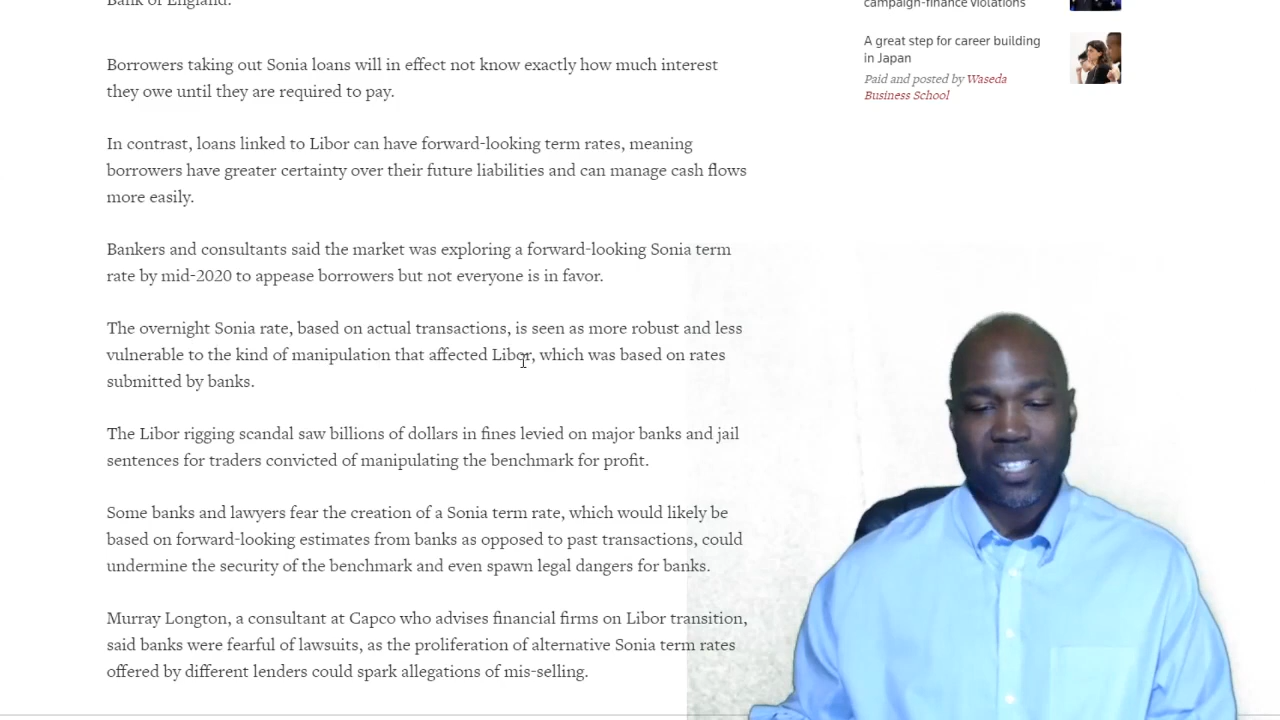 Bank of England.
campaign-finance violations
A great step for career building
in Japan
Paid and posted by Waseda
Business School
Borrowers taking out Sonia loans will in effect not know exactly how much interest
they owe until they are required to pay.
In contrast, loans linked to Libor can have forward-looking term rates, meaning
borrowers have greater certainty over their future liabilities and can manage cash flows
more easily.
Bankers and consultants said the market was exploring a forward-looking Sonia term
rate by mid-2020 to appease borrowers but not everyone is in favor.
The overnight Sonia rate, based on actual transactions, is seen as more robust and less
vulnerable to the kind of manipulation that affected Libor, which was based on rates
submitted by banks.
The Libor rigging scandal saw billions of dollars in fines levied on major banks and jail
sentences for traders convicted of manipulating the benchmark for profit.
Some banks and lawyers fear the creation of a Sonia term rate, which would likely be
based on forward-looking estimates from banks as opposed to past transactions, could
undermine the security of the benchmark and even spawn legal dangers for banks.
Murray Longton, a consultant at Capco who advises financial firms on Libor transition,
said banks were fearful of lawsuits, as the proliferation of alternative Sonia term rates
offered by different lenders could spark allegations of mis-selling.